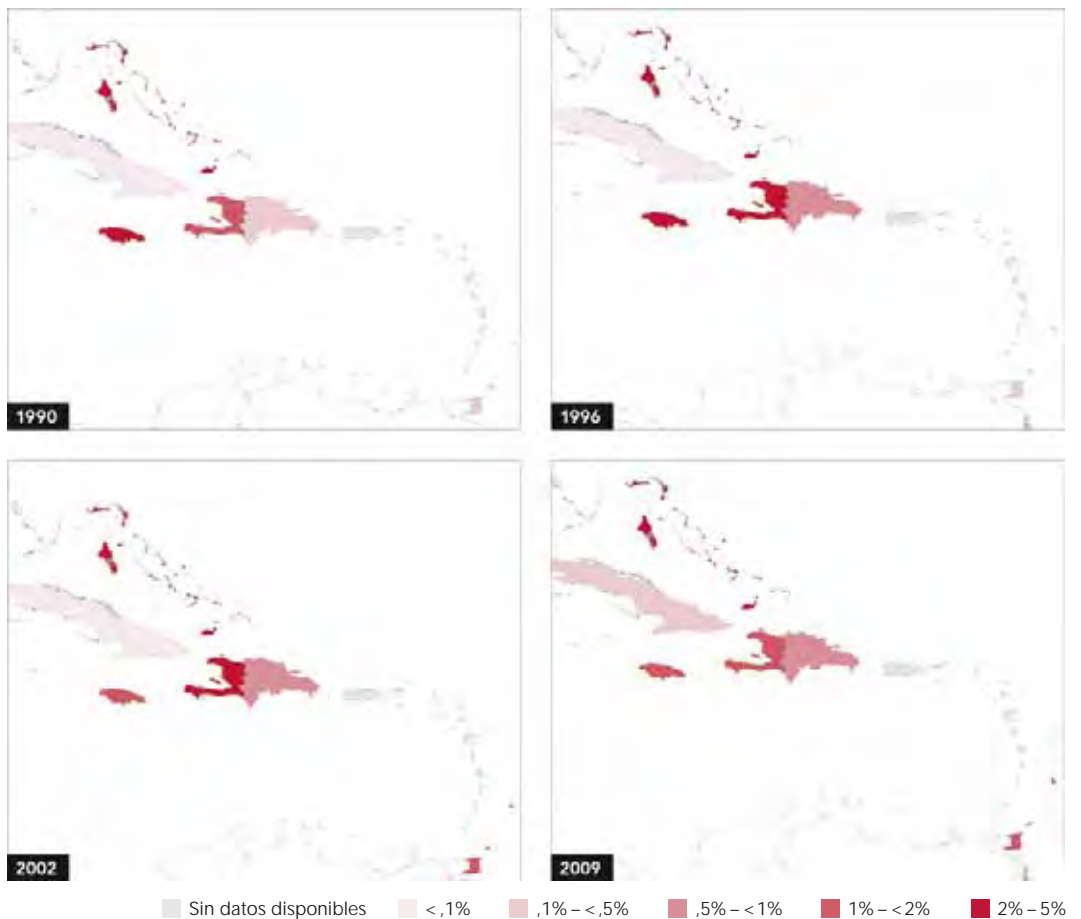 1990
1996
2002
2009
Sin datos disponibles < ,1% ,1% – < ,5% ,5% – <1% 1% – <2% 2% – 5%